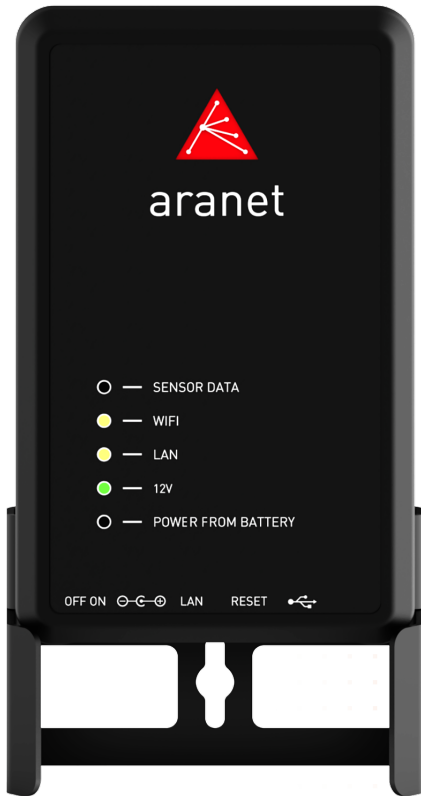 aranet
SENSOR DATA
WIFI
LAN
12V
POWER FROM BATTERY
OFF ON LAN RESET